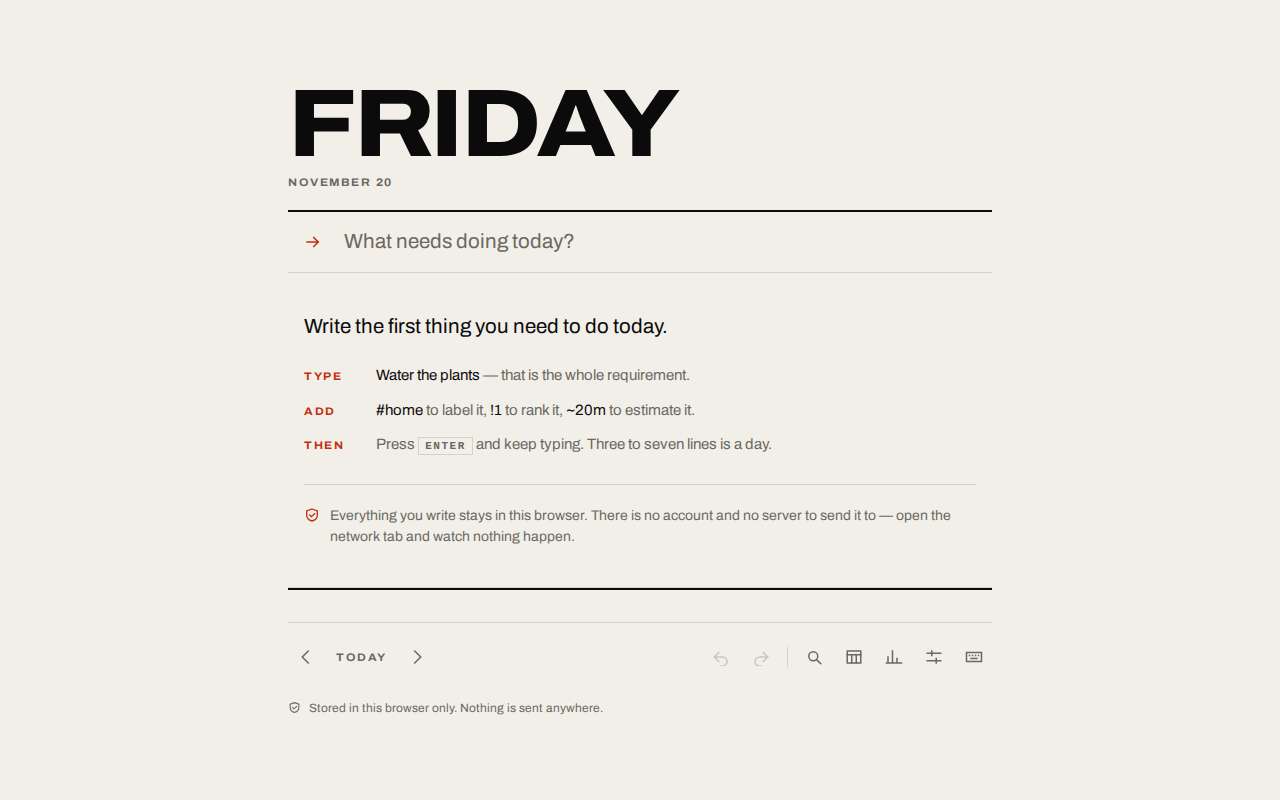 FRIDAY
NOVEMBER 20
What needs doing today?
Write the first thing you need to do today.
TYPE Water the plants — that is the whole requirement.
ADD #home to label it, !1 to rank it, ~20m to estimate it.
THEN Press ENTER and keep typing. Three to seven lines is a day.
Everything you write stays in this browser. There is no account and no server to send it to — open the
network tab and watch nothing happen.
TODAY
Stored in this browser only. Nothing is sent anywhere.